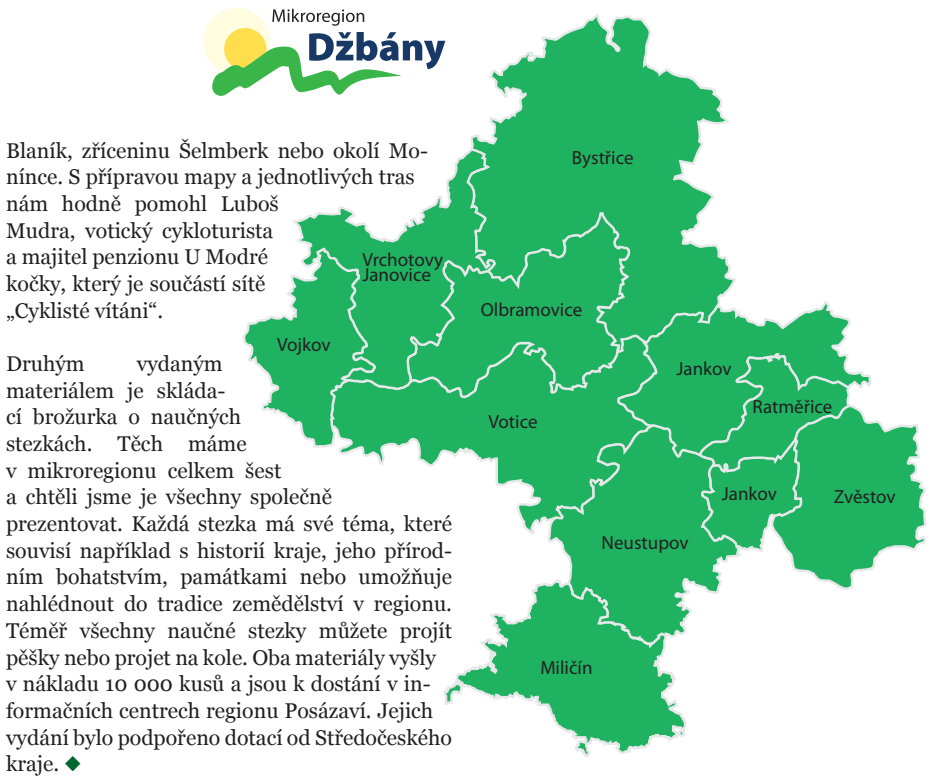 Mikroregion
Džbány
Blaník, zříceninu Šelmberk nebo okolí Mo-
nínce. S přípravou mapy a jednotlivých tras
nám hodně pomohl Luboš
Mudra, votický cykloturista
a majitel penzionu U Modré
kočky, který je součástí sítě
„Cyklisté vítáni“.
Druhým vydaným
materiálem je skláda-
cí brožurka o naučných
stezkách. Těch máme
v mikroregionu celkem šest
a chtěli jsme je všechny společně
prezentovat. Každá stezka má své téma, které
souvisí například s historií kraje, jeho přírod-
ním bohatstvím, památkami nebo umožňuje
nahlédnout do tradice zemědělství v regionu.
Téměř všechny naučné stezky můžete projít
pěšky nebo projet na kole. Oba materiály vyšly
v nákladu 10 000 kusů a jsou k dostání v in-
formačních centrech regionu Posázaví. Jejich
vydání bylo podpořeno dotací od Středočeského
kraje. ◆
Bystřice
Vrchotovy
Janovice
Olbramovice
Vojkov
Jankov
Ratměřice
Votice
Jankov
Zvěstov
Neustupov
Miličín